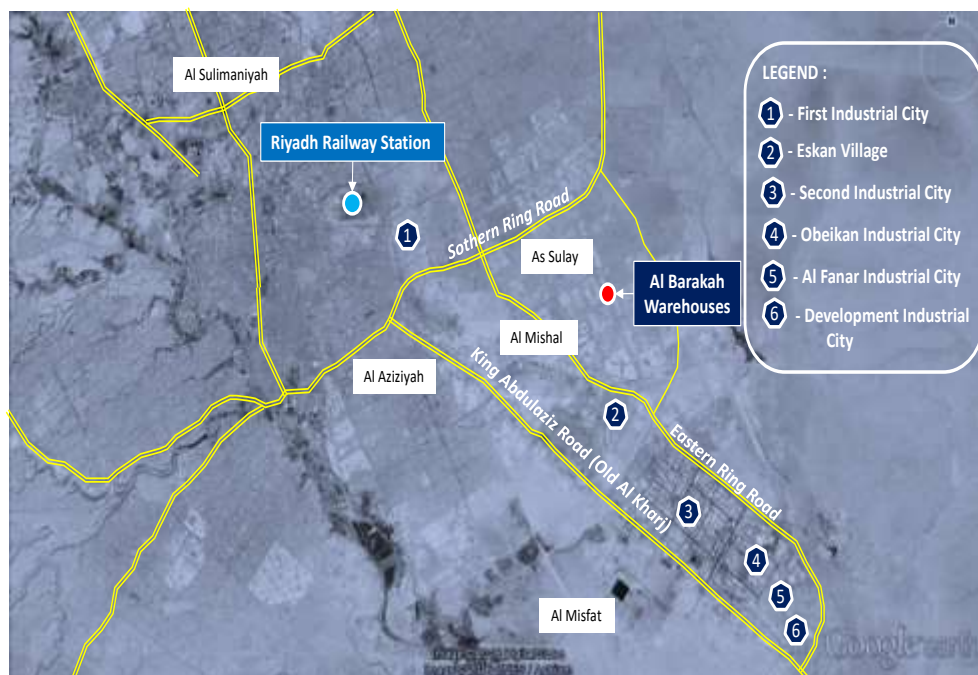 Al Sulimaniyah
Riyadh Railway Station
1
Sothern Ring Road
As Sulay
Al Barakah
Warehouses
Al Mishal
Al Aziziyah
King Abdulaziz Road (Old Al Kharj)
2
Eastern Ring Road
3
4
5
6
Al Misfat
Google earth
N
LEGEND :
1 - First Industrial City
2 - Eskan Village
3 - Second Industrial City
4 - Obeikan Industrial City
5 - Al Fanar Industrial City
6 - Development Industrial
City